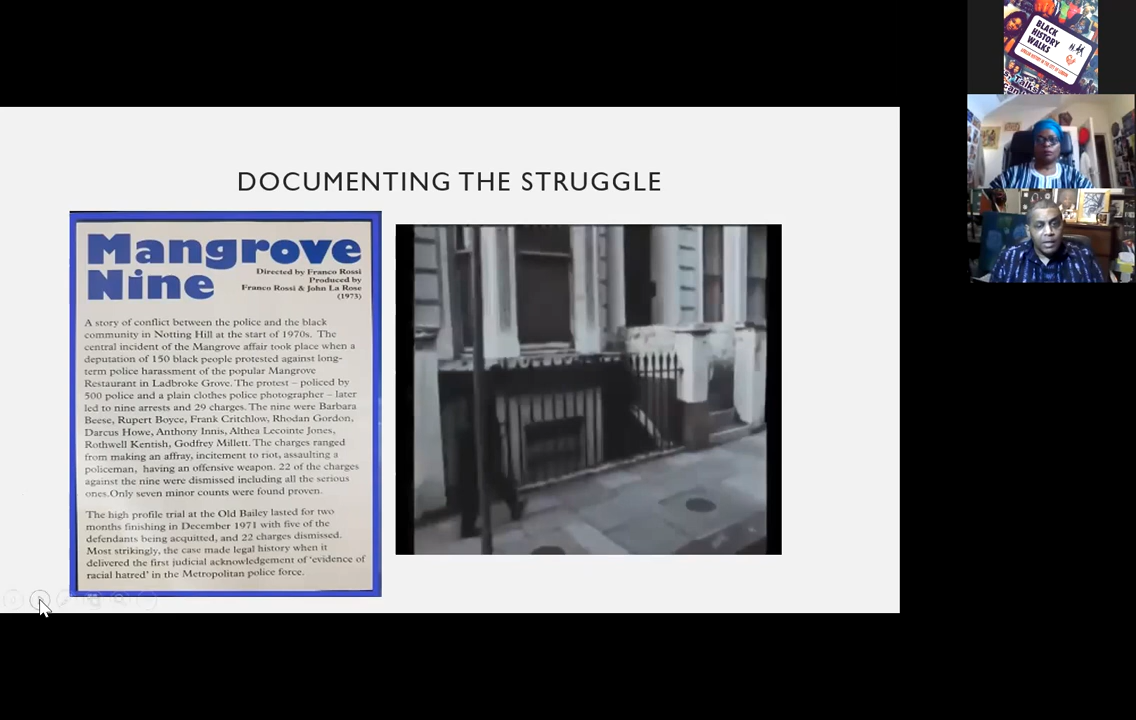 BLACK
HISTORY
WALKS
DOCUMENTING THE STRUGGLE
Mangrove
Nine
Directed by Franco Rossi
Produced by
Franco Rossi & John La Rose
(1973)
A story of conflict between the police and the black
community in Notting Hill at the start of 1970s. The
central incident of the Mangrove affair took place when a
deputation of 150 black people protested against long-
term police harassment of the popular Mangrove
Restaurant in Ladbroke Grove. The protest – policed by
500 police and a plain clothes police photographer – later
led to nine arrests and 29 charges. The nine were Barbara
Beese, Rupert Boyce, Frank Critchlow, Rhodan Gordon,
Darcus Howe, Anthony Innis, Althea Lecointe Jones,
Rothwell Kentish, Godfrey Millett. The charges ranged
from making an affray, incitement to riot, assaulting a
policeman, having an offensive weapon. 22 of the charges
against the nine were dismissed including all the serious
ones.Only seven minor counts were found proven.
The high profile trial at the Old Bailey lasted for two
months finishing in December 1971 with five of the
defendants being acquitted, and 22 charges dismissed.
Most strikingly, the case made legal history when it
delivered the first judicial acknowledgement of 'evidence of
racial hatred' in the Metropolitan police force.